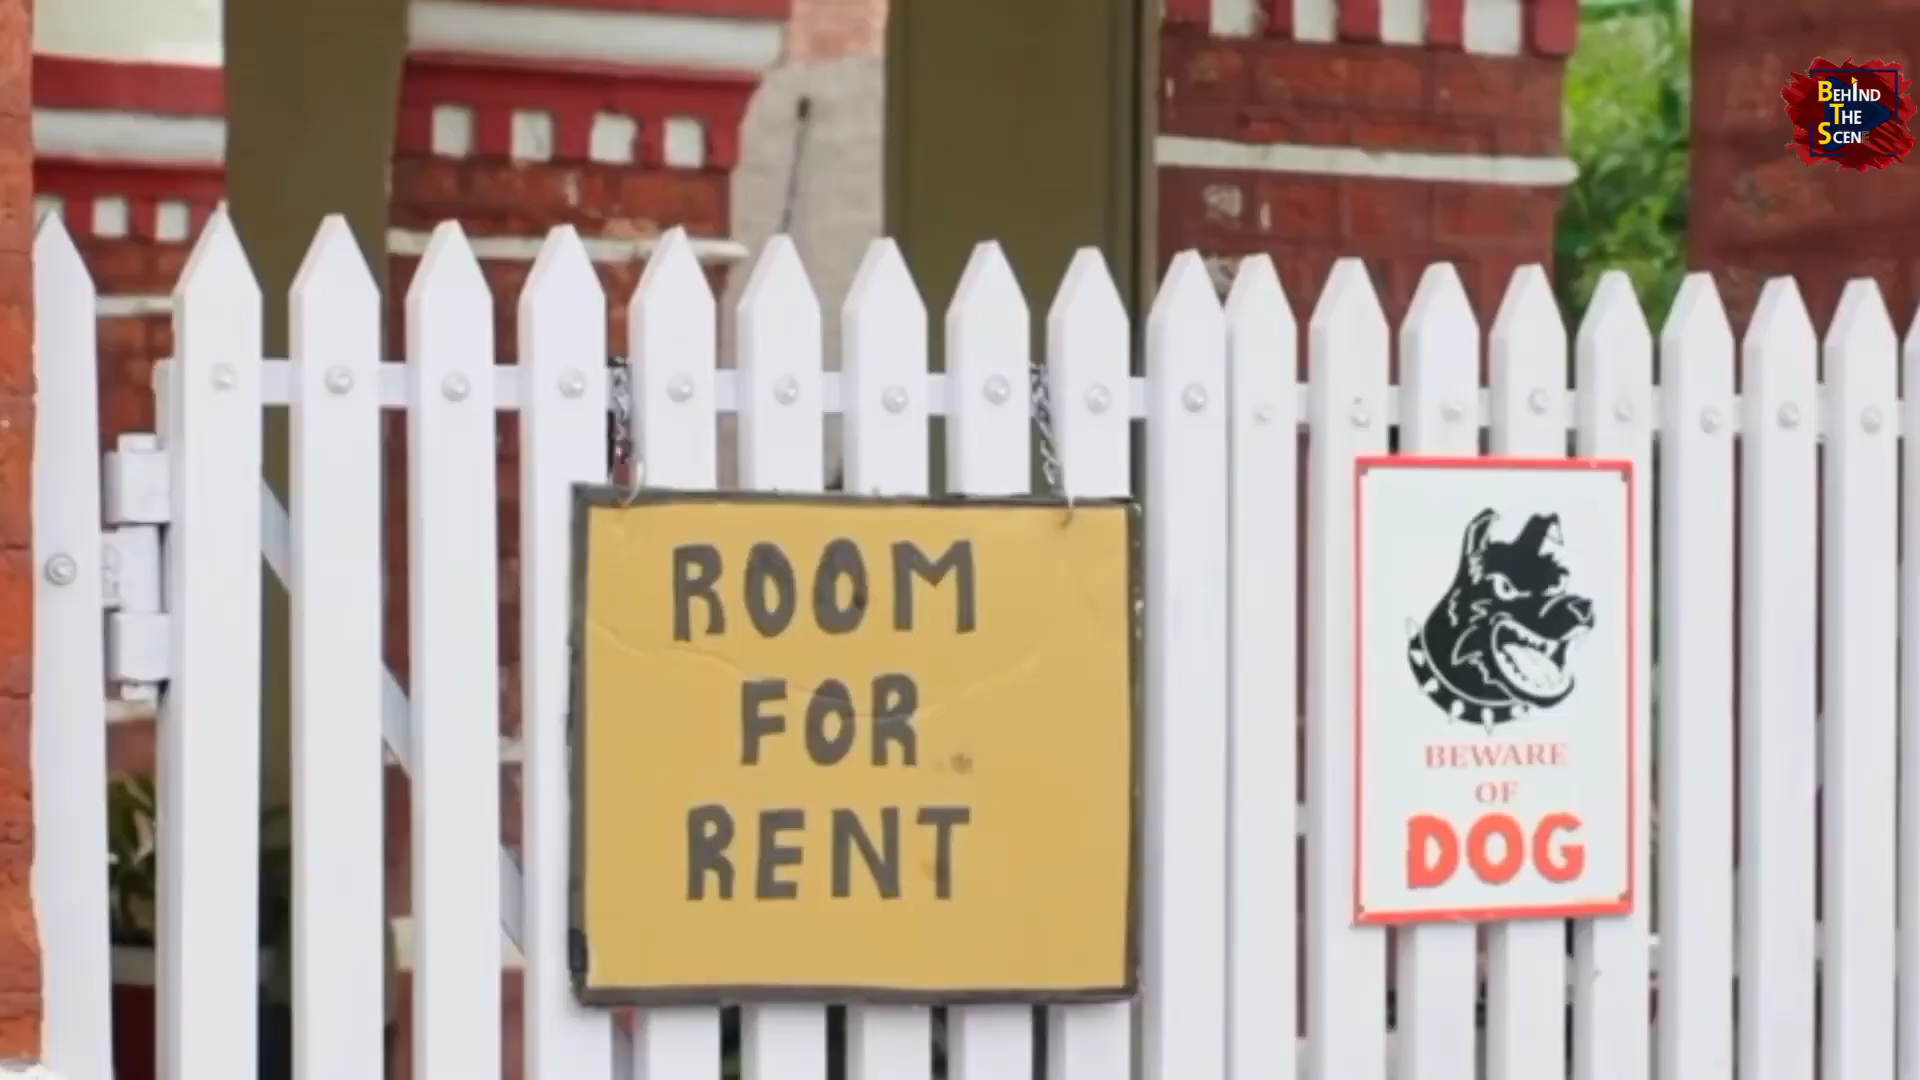 ROOM
FOR
RENT
BEWARE
OF
DOG
BEHIND
THE
SCENE